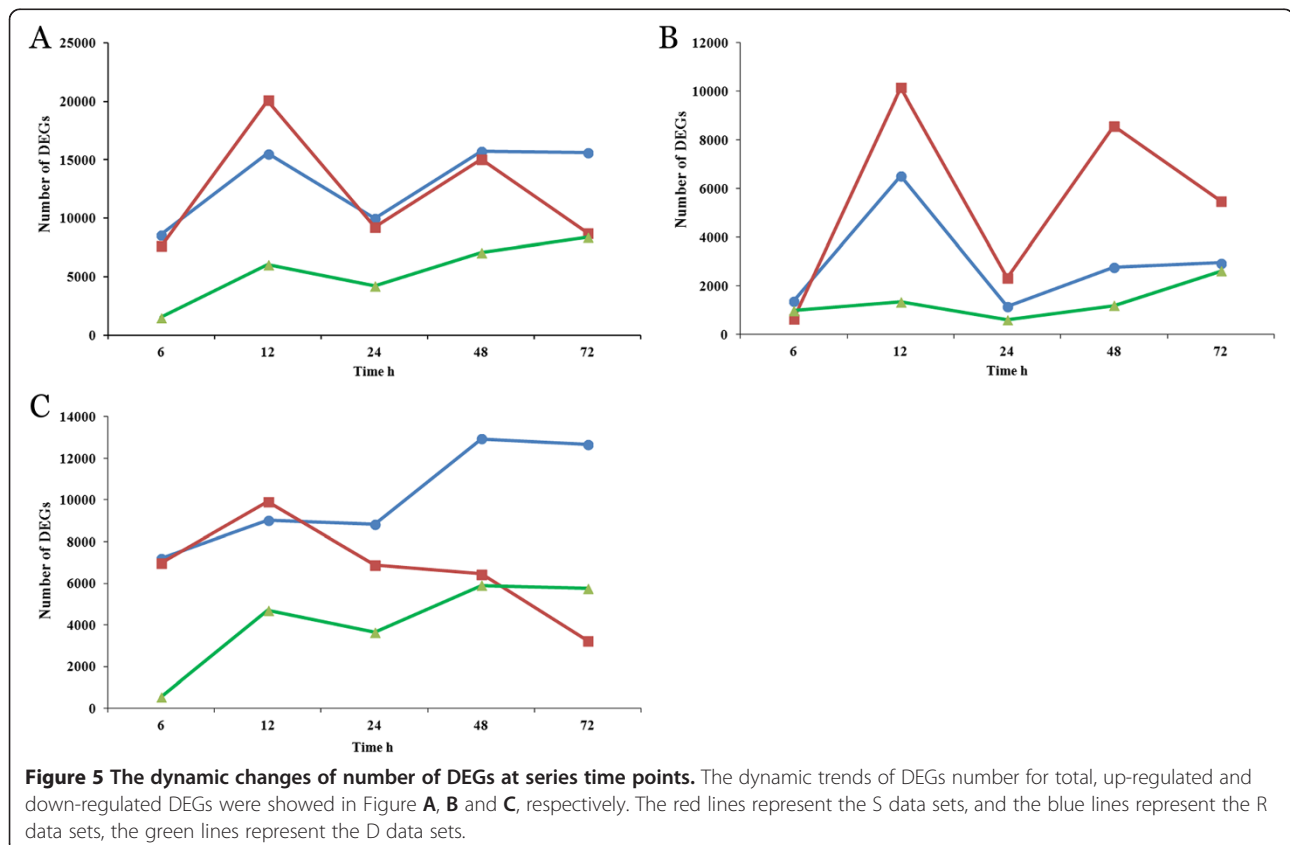 A
Number of DEGs
25000
20000
15000
10000
5000
0
6 12 24 48 72
Time h
B
Number of DEGs
12000
10000
8000
6000
4000
2000
0
6 12 24 48 72
Time h
C
Number of DEGs
14000
12000
10000
8000
6000
4000
2000
0
6 12 24 48 72
Time h
Figure 5 The dynamic changes of number of DEGs at series time points. The dynamic trends of DEGs number for total, up-regulated and
down-regulated DEGs were showed in Figure A, B and C, respectively. The red lines represent the S data sets, and the blue lines represent the R
data sets, the green lines represent the D data sets.